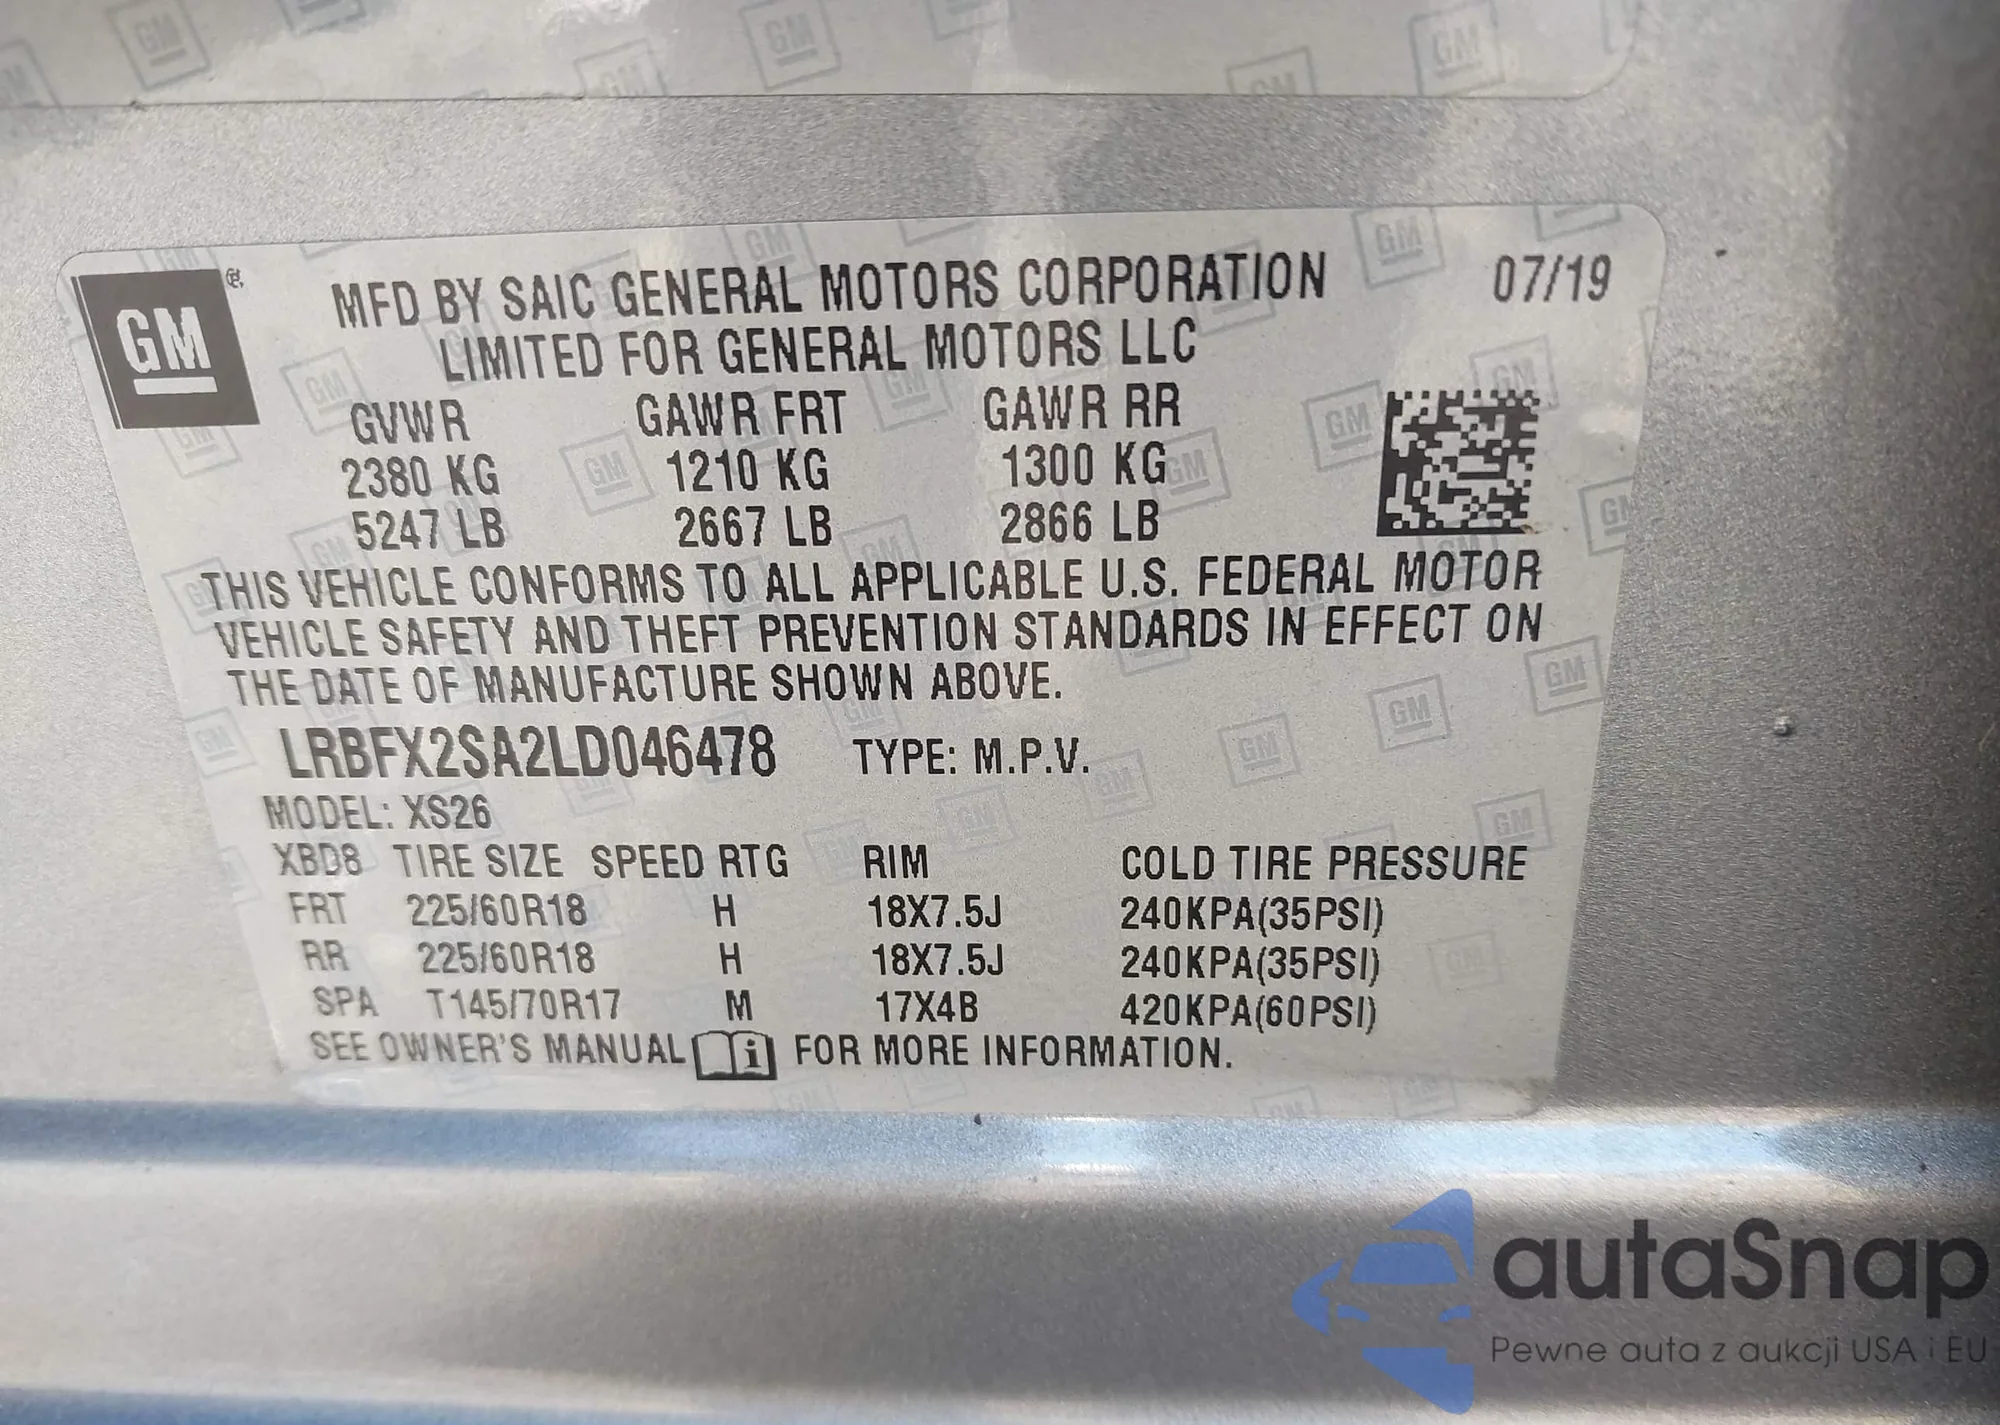 GM
MFD BY SAIC GENERAL MOTORS CORPORATION 07/19
LIMITED FOR GENERAL MOTORS LLC
GVWR GAWR FRT GAWR RR
2380 KG 1210 KG 1300 KG
5247 LB 2667 LB 2866 LB
THIS VEHICLE CONFORMS TO ALL APPLICABLE U.S. FEDERAL MOTOR
VEHICLE SAFETY AND THEFT PREVENTION STANDARDS IN EFFECT ON
THE DATE OF MANUFACTURE SHOWN ABOVE.
LRBFX2SA2LD046478 TYPE: M.P.V.
MODEL: XS26
XBD8 TIRE SIZE SPEED RTG RIM COLD TIRE PRESSURE
FRT 225/60R18 H 18X7.5J 240KPA(35PSI)
RR 225/60R18 H 18X7.5J 240KPA(35PSI)
SPA T145/70R17 M 17X4B 420KPA(60PSI)
SEE OWNER'S MANUAL i FOR MORE INFORMATION.
autaSnap
Pewne auta z aukcji USA i EU